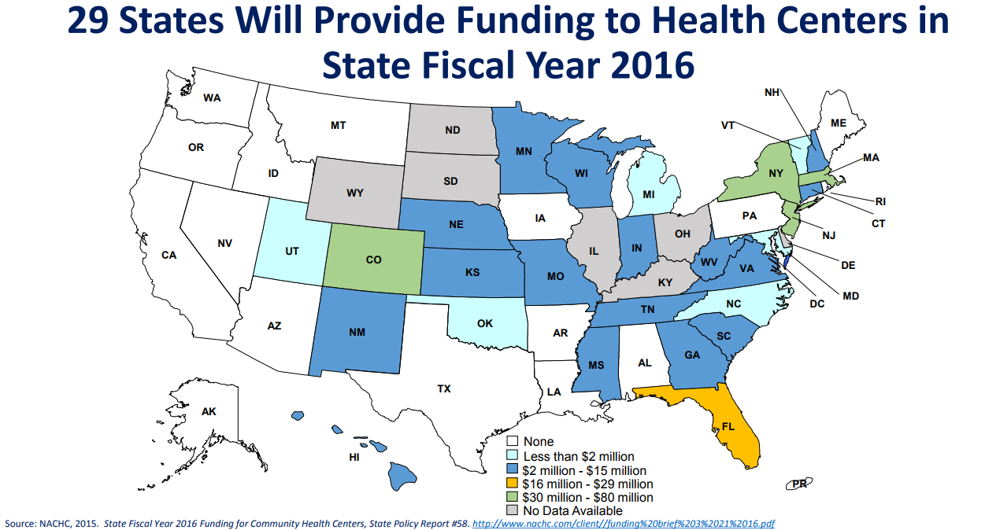 29 States Will Provide Funding to Health Centers in
State Fiscal Year 2016
NH
WA
ME
VT
MT
ND
OR
MN
MA
ID
SD
WI
NY
MI
WY
RI
IA
PA
CT
NE
NJ
NV
OH
UT
IL
IN
CA
CO
DE
WV
KS
VA
MO
KY
MD
DC
TN
NC
OK
AZ
NM
AR
SC
GA
MS
AL
TX
LA
AK
FL
HI
None
Less than $2 million
$2 million - $15 million
$16 million - $29 million
PR
$30 million - $80 million
No Data Available
Source: NACHC, 2015. State Fiscal Year 2016 Funding for Community Health Centers, State Policy Report #58. http://www.nachc.com/client//funding%20brief%203%2021%2016.pdf